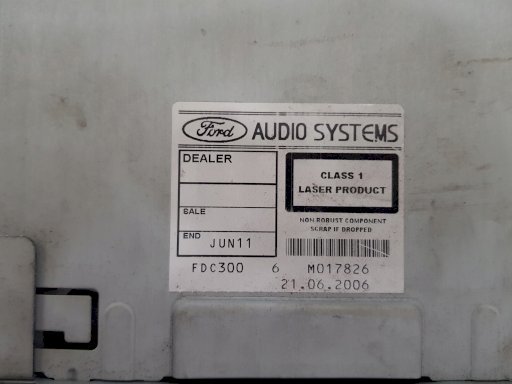 Ford AUDIO SYSTEMS
DEALER
SALE
END JUN11
CLASS 1
LASER PRODUCT
NON ROBUST COMPONENT
SCRAP IF DROPPED
FDC300 6 M017826
21.06.2006